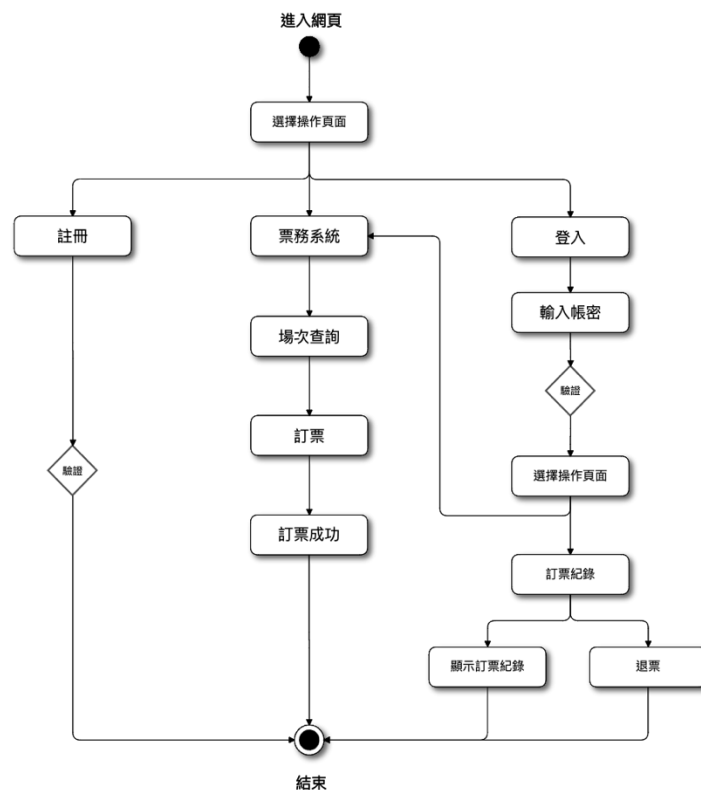 進入網頁
選擇操作頁面
註冊
票務系統
登入
輸入帳密
場次查詢
驗證
訂票
驗證
選擇操作頁面
訂票成功
訂票紀錄
顯示訂票紀錄
退票
結束